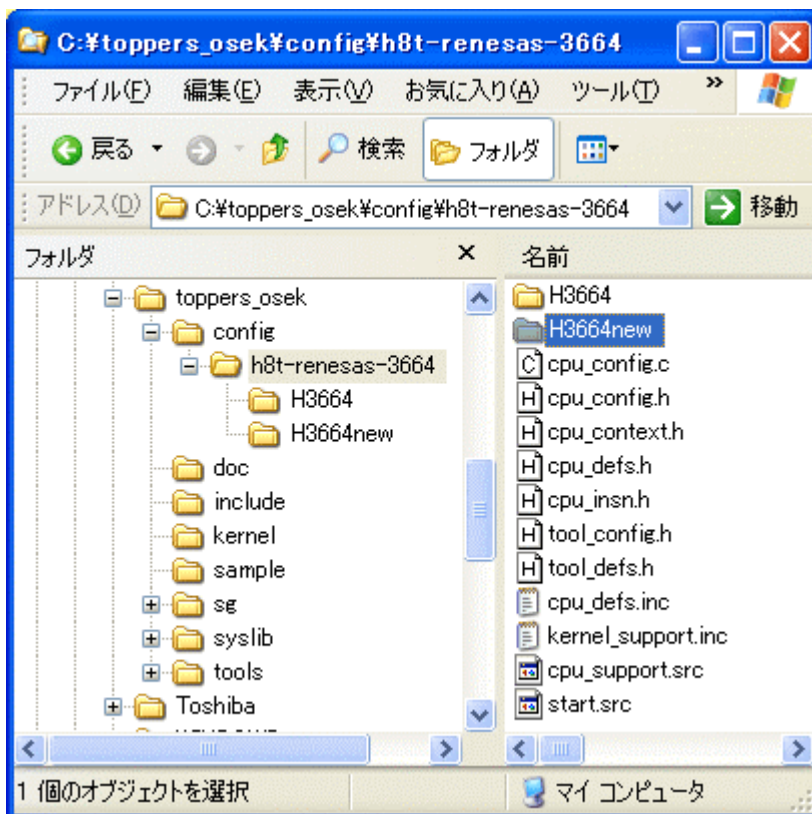 C:¥toppers_osek¥config¥h8t-renesas-3664
ファイル(F) 編集(E) 表示(V) お気に入り(A) ツール(T) »
戻る 検索 フォルダ
アドレス(D) C:¥toppers_osek¥config¥h8t-renesas-3664 移動
フォルダ ×
toppers_osek
config
h8t-renesas-3664
H3664
H3664new
doc
include
kernel
sample
sg
syslib
tools
Toshiba
名前
H3664
H3664new
cpu_config.c
cpu_config.h
cpu_context.h
cpu_defs.h
cpu_insn.h
tool_config.h
tool_defs.h
cpu_defs.inc
kernel_support.inc
cpu_support.src
start.src
1 個のオブジェクトを選択 マイ コンピュータ